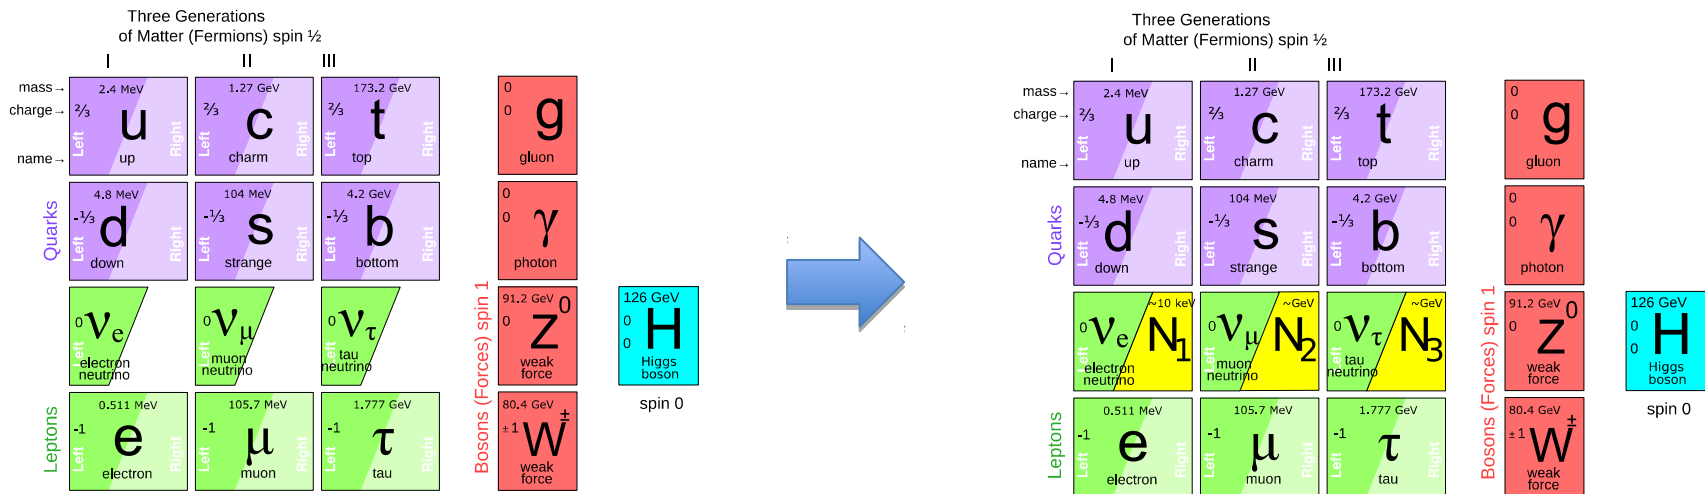 Three Generations
of Matter (Fermions) spin ½
I II III
mass→
charge→
name→
2.4 MeV
⅔
u
Left
Right
up
1.27 GeV
⅔
c
Left
Right
charm
173.2 GeV
⅔
t
Left
Right
top
0
0
g
gluon
Quarks
4.8 MeV
-⅓
d
Left
Right
down
104 MeV
-⅓
s
Left
Right
strange
4.2 GeV
-⅓
b
Left
Right
bottom
0
0
γ
photon
0
νe
Left
electron
neutrino
0
νμ
Left
muon
neutrino
0
ντ
Left
tau
neutrino
Bosons (Forces) spin 1
91.2 GeV
0
Z0
weak
force
126 GeV
0
0
H
Higgs
boson
spin 0
Leptons
0.511 MeV
-1
e
Left
Right
electron
105.7 MeV
-1
μ
Left
Right
muon
1.777 GeV
-1
τ
Left
Right
tau
80.4 GeV
±1
W±
weak
force
Three Generations
of Matter (Fermions) spin ½
I II III
mass→
charge→
name→
2.4 MeV
⅔
u
Left
Right
up
1.27 GeV
⅔
c
Left
Right
charm
173.2 GeV
⅔
t
Left
Right
top
0
0
g
gluon
Quarks
4.8 MeV
-⅓
d
Left
Right
down
104 MeV
-⅓
s
Left
Right
strange
4.2 GeV
-⅓
b
Left
Right
bottom
0
0
γ
photon
0
νe
Left
electron
neutrino
~10 keV
N1
0
νμ
Left
muon
neutrino
~GeV
N2
0
ντ
Left
tau
neutrino
~GeV
N3
Bosons (Forces) spin 1
91.2 GeV
0
Z0
weak
force
126 GeV
0
0
H
Higgs
boson
spin 0
Leptons
0.511 MeV
-1
e
Left
Right
electron
105.7 MeV
-1
μ
Left
Right
muon
1.777 GeV
-1
τ
Left
Right
tau
80.4 GeV
±1
W±
weak
force